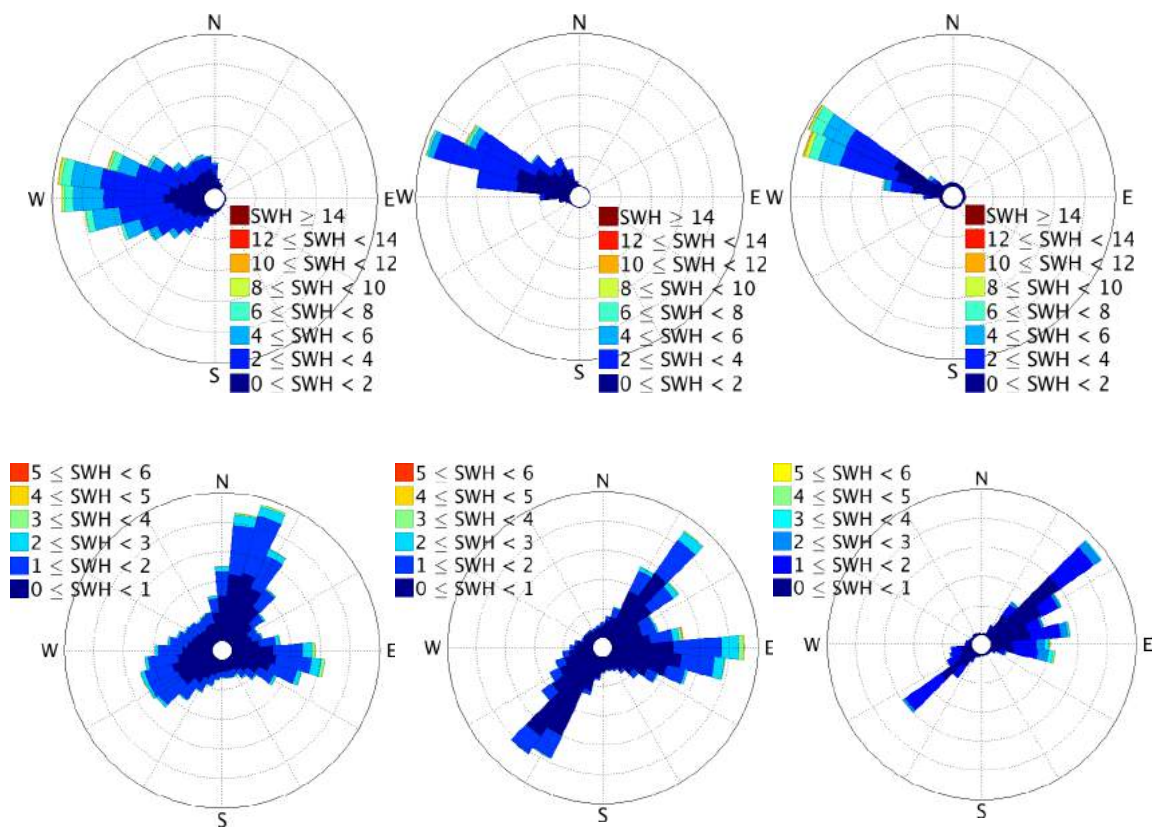 N
W
E
S
SWH ≥ 14
12 ≤ SWH < 14
10 ≤ SWH < 12
8 ≤ SWH < 10
6 ≤ SWH < 8
4 ≤ SWH < 6
2 ≤ SWH < 4
0 ≤ SWH < 2
N
W
E
S
SWH ≥ 14
12 ≤ SWH < 14
10 ≤ SWH < 12
8 ≤ SWH < 10
6 ≤ SWH < 8
4 ≤ SWH < 6
2 ≤ SWH < 4
0 ≤ SWH < 2
N
W
E
S
SWH ≥ 14
12 ≤ SWH < 14
10 ≤ SWH < 12
8 ≤ SWH < 10
6 ≤ SWH < 8
4 ≤ SWH < 6
2 ≤ SWH < 4
0 ≤ SWH < 2
5 ≤ SWH < 6
4 ≤ SWH < 5
3 ≤ SWH < 4
2 ≤ SWH < 3
1 ≤ SWH < 2
0 ≤ SWH < 1
N
W
E
S
5 ≤ SWH < 6
4 ≤ SWH < 5
3 ≤ SWH < 4
2 ≤ SWH < 3
1 ≤ SWH < 2
0 ≤ SWH < 1
N
W
E
S
5 ≤ SWH < 6
4 ≤ SWH < 5
3 ≤ SWH < 4
2 ≤ SWH < 3
1 ≤ SWH < 2
0 ≤ SWH < 1
N
W
E
S